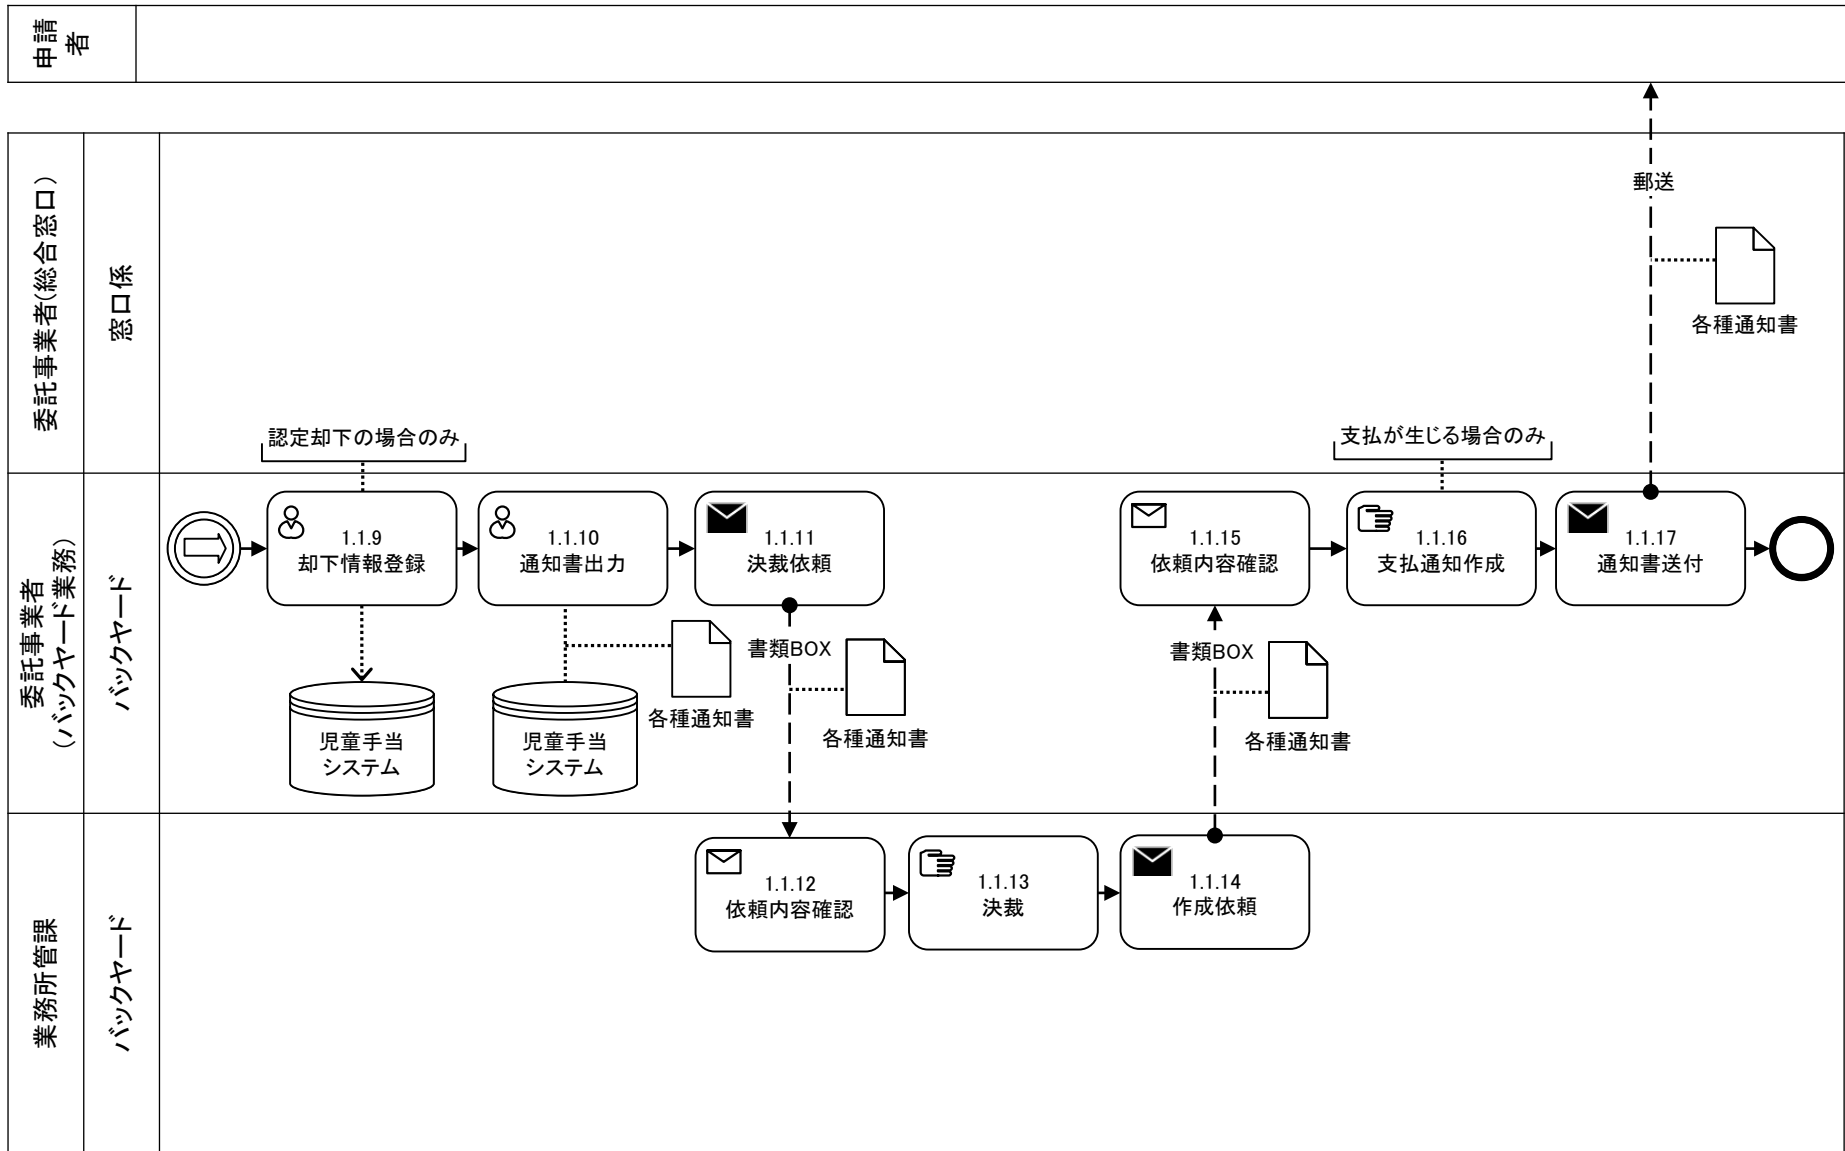 申請
者
委託事業者(総合窓口)
窓口係
郵送
各種通知書
認定却下の場合のみ
支払が生じる場合のみ
委託事業者
(バックヤード業務)
バックヤード
1.1.9
却下情報登録
1.1.10
通知書出力
1.1.11
決裁依頼
1.1.15
依頼内容確認
1.1.16
支払通知作成
1.1.17
通知書送付
児童手当
システム
児童手当
システム
各種通知書
書類BOX
各種通知書
書類BOX
各種通知書
業務所管課
バックヤード
1.1.12
依頼内容確認
1.1.13
決裁
1.1.14
作成依頼